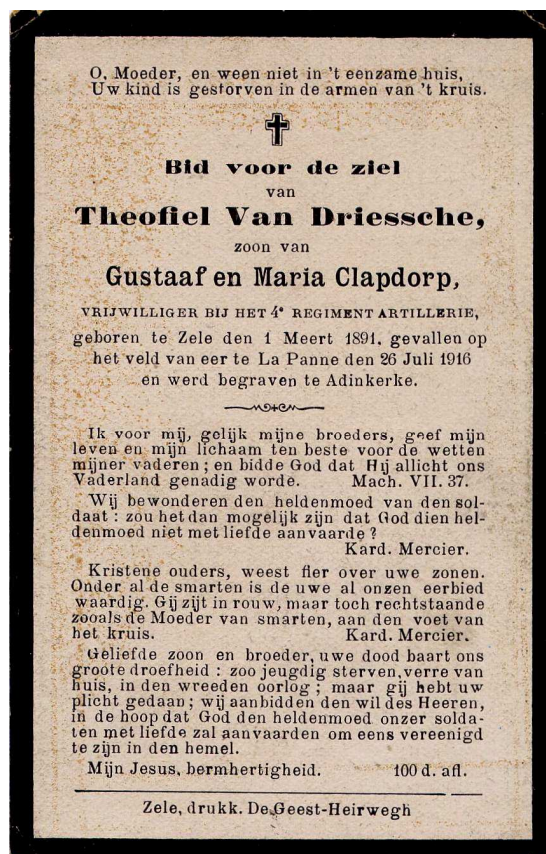 O, Moeder, en ween niet in 't eenzame huis,
Uw kind is gestorven in de armen van 't kruis.
Bid voor de ziel
van
Theofiel Van Driessche,
zoon van
Gustaaf en Maria Clapdorp,
VRIJWILLIGER BIJ HET 4e REGIMENT ARTILLERIE,
geboren te Zele den 1 Meert 1891, gevallen op
het veld van eer te La Panne den 26 Juli 1916
en werd begraven te Adinkerke.
Ik voor mij, gelijk mijne broeders, geef mijn
leven en mijn lichaam ten beste voor de wetten
mijner vaderen ; en bidde God dat Hij allicht ons
Vaderland genadig worde. Mach. VII. 37.
Wij bewonderen den heldenmoed van den sol-
daat : zou het dan mogelijk zijn dat God dien hel-
denmoed niet met liefde aanvaarde ?
Kard. Mercier.
Kristene ouders, weest fier over uwe zonen.
Onder al de smarten is de uwe al onzen eerbied
waardig. Gij zijt in rouw, maar toch rechtstaande
zooals de Moeder van smarten, aan den voet van
het kruis. Kard. Mercier.
Geliefde zoon en broeder, uwe dood baart ons
groote droefheid : zoo jeugdig sterven, verre van
huis, in den wreeden oorlog ; maar gij hebt uw
plicht gedaan ; wij aanbidden den wil des Heeren,
in de hoop dat God den heldenmoed onzer solda-
ten met liefde zal aanvaarden om eens vereenigd
te zijn in den hemel.
Mijn Jesus, bermhertigheid. 100 d. afl.
Zele, drukk. De Geest-Heirwegh